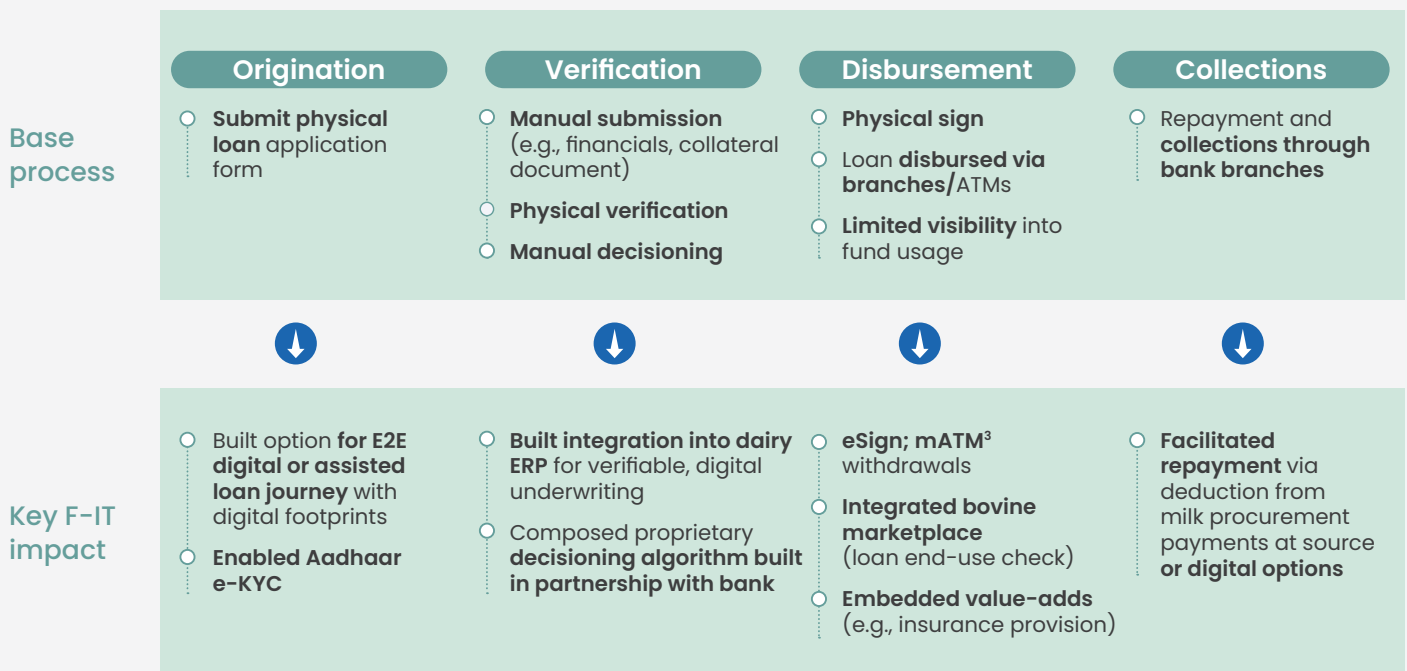 Origination
Verification
Disbursement
Collections
Base
process
Submit physical
loan application
form
Manual submission
(e.g., financials, collateral
document)
Physical verification
Manual decisioning
Physical sign
Loan disbursed via
branches/ATMs
Limited visibility into
fund usage
Repayment and
collections through
bank branches
Key F-IT
impact
Built option for E2E
digital or assisted
loan journey with
digital footprints
Enabled Aadhaar
e-KYC
Built integration into dairy
ERP for verifiable, digital
underwriting
Composed proprietary
decisioning algorithm built
in partnership with bank
eSign; mATM³
withdrawals
Integrated bovine
marketplace
(loan end-use check)
Embedded value-adds
(e.g., insurance provision)
Facilitated
repayment via
deduction from
milk procurement
payments at source
or digital options